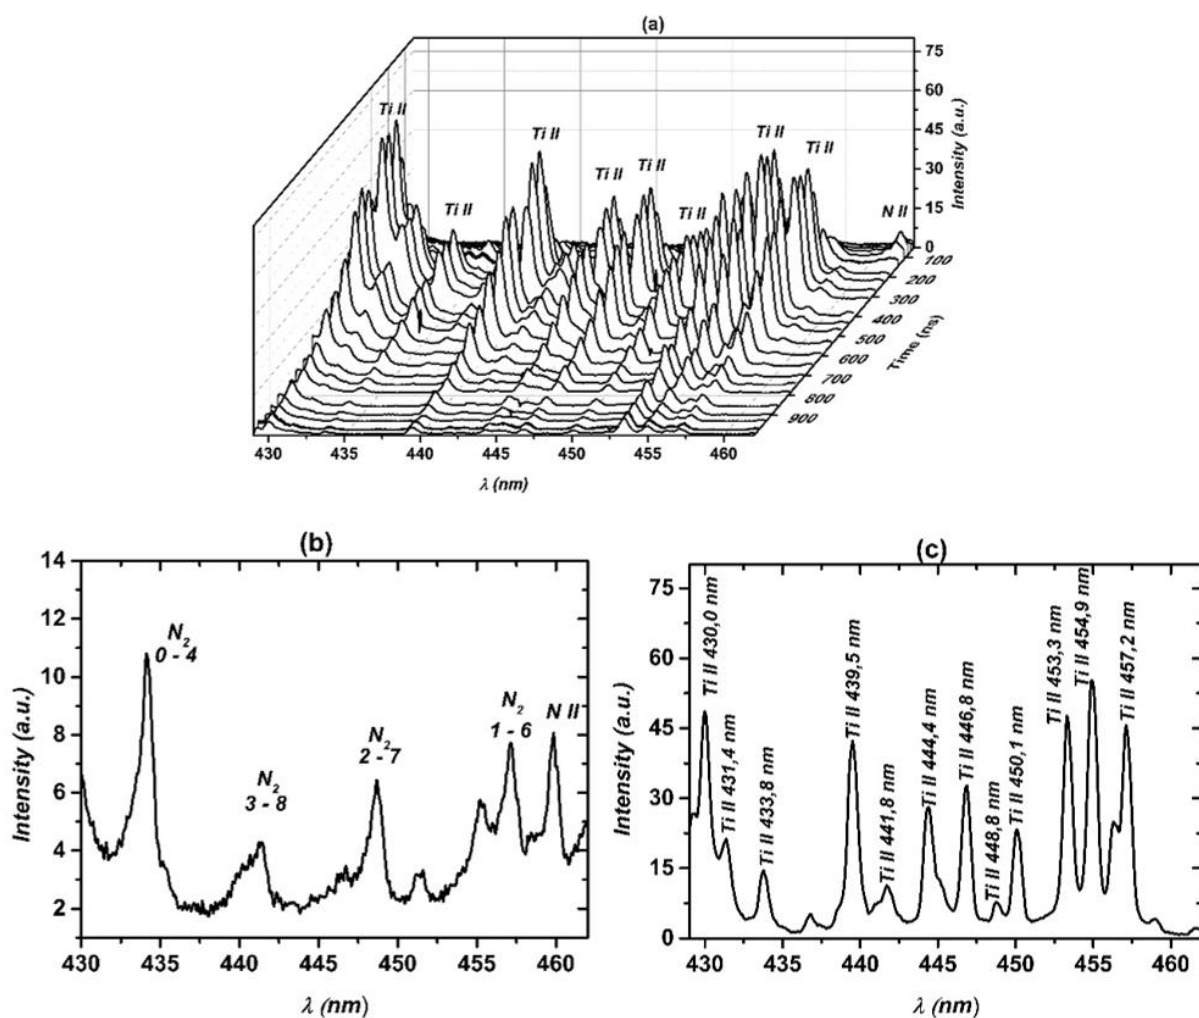 (a)
75
60
45
30
15
0
Intensity (a.u.)
Ti II
Ti II
Ti II
Ti II
Ti II
Ti II
Ti II
Ti II
N II
100
200
300
400
500
600
700
800
900
Time (ns)
430 435 440 445 450 455 460
λ (nm)
(b)
14
12
10
8
6
4
2
Intensity (a.u.)
N2
0 - 4
N2
3 - 8
N2
2 - 7
N2
1 - 6
N II
430 435 440 445 450 455 460
λ (nm)
(c)
75
60
45
30
15
0
Intensity (a.u.)
Ti II 430,0 nm
Ti II 431,4 nm
Ti II 433,8 nm
Ti II 439,5 nm
Ti II 441,8 nm
Ti II 444,4 nm
Ti II 446,8 nm
Ti II 448,8 nm
Ti II 450,1 nm
Ti II 453,3 nm
Ti II 454,9 nm
Ti II 457,2 nm
430 435 440 445 450 455 460
λ (nm)